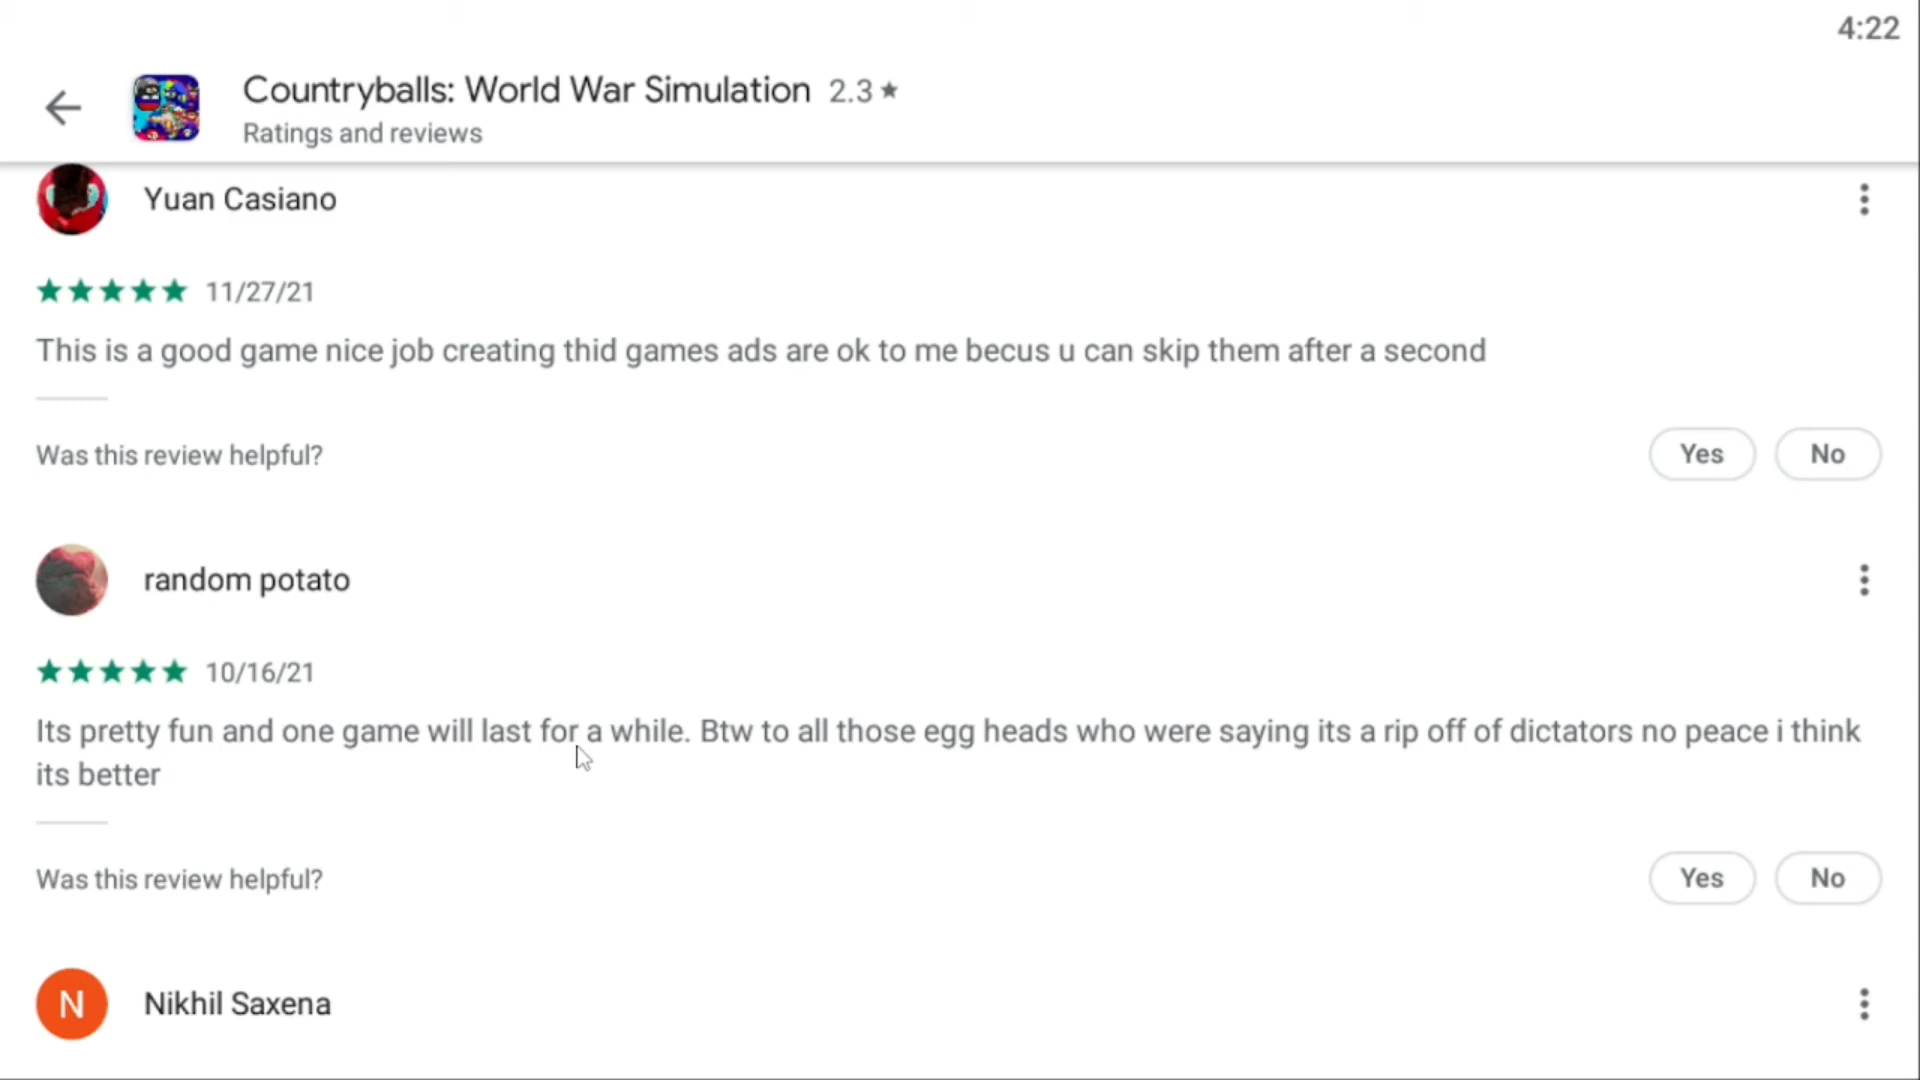 4:22
Countryballs: World War Simulation 2.3 ★
Ratings and reviews
Yuan Casiano
★★★★★ 11/27/21
This is a good game nice job creating thid games ads are ok to me becus u can skip them after a second
Was this review helpful? Yes No
random potato
★★★★★ 10/16/21
Its pretty fun and one game will last for a while. Btw to all those egg heads who were saying its a rip off of dictators no peace i think
its better
Was this review helpful? Yes No
N Nikhil Saxena